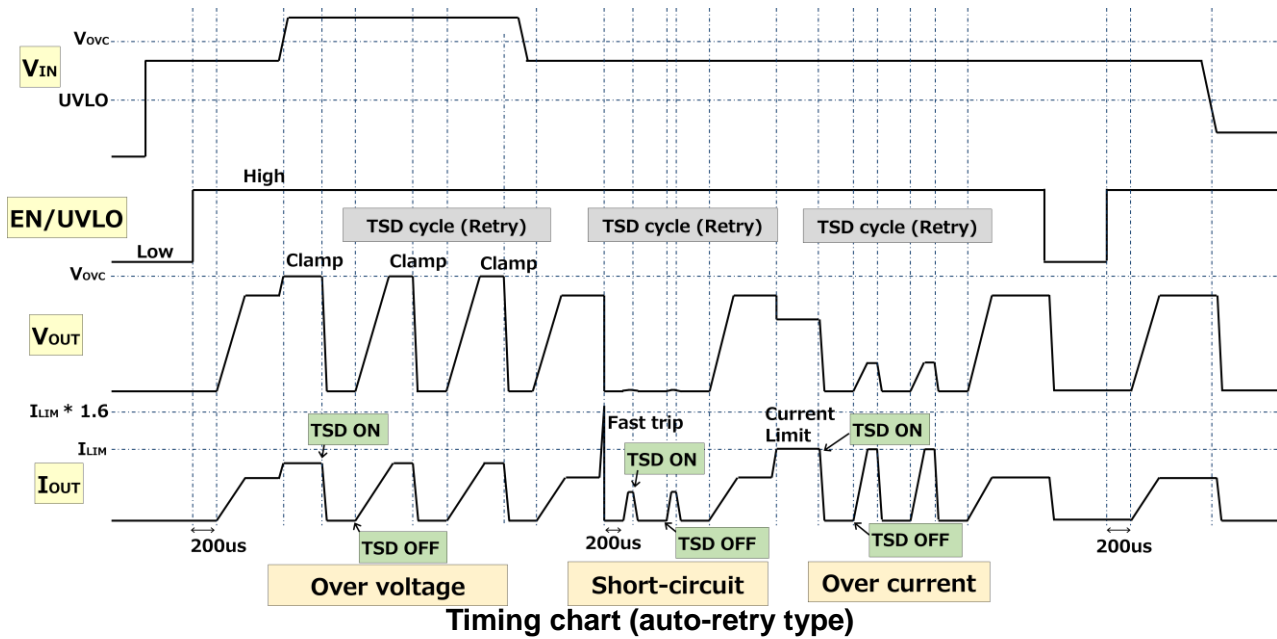 VOVC
VIN
UVLO
High
EN/UVLO
TSD cycle (Retry)
TSD cycle (Retry)
TSD cycle (Retry)
Low
VOVC
Clamp
Clamp
Clamp
VOUT
ILIM * 1.6
Fast trip
Current
Limit
TSD ON
TSD ON
ILIM
TSD ON
IOUT
200us
TSD OFF
200us
TSD OFF
TSD OFF
200us
Over voltage
Short-circuit
Over current
Timing chart (auto-retry type)